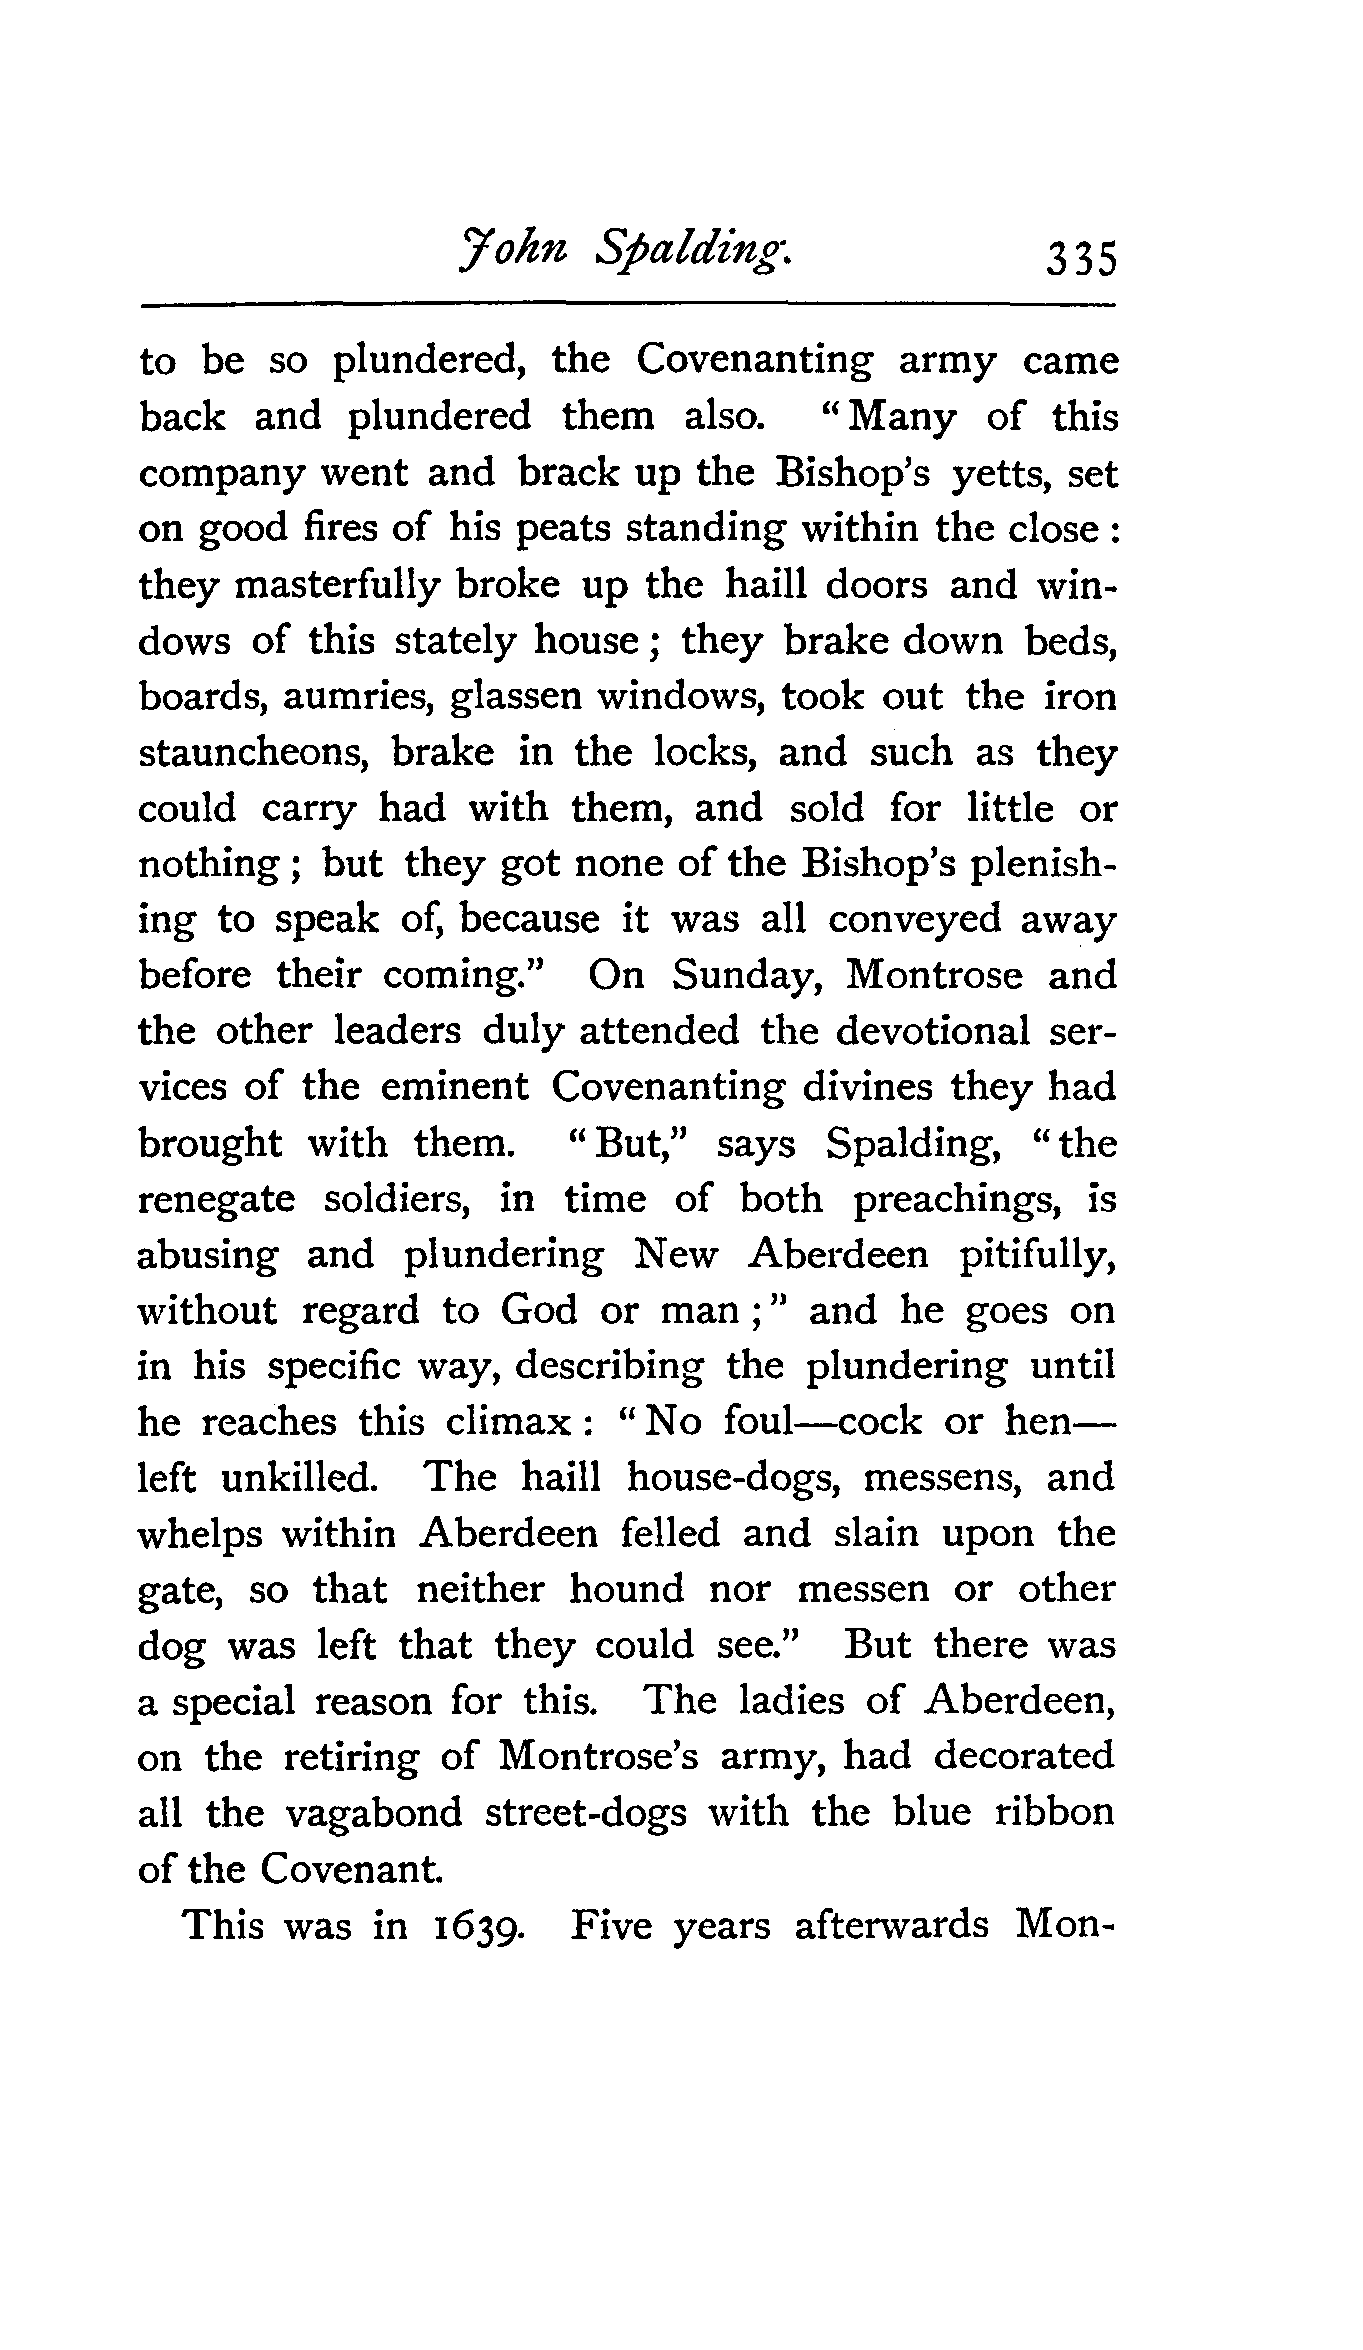 John Spalding. 335
to be so plundered, the Covenanting army came
back and plundered them also. “Many of this
company went and brack up the Bishop’s yetts, set
on good fires of his peats standing within the close :
they masterfully broke up the haill doors and win-
dows of this stately house ; they brake down beds,
boards, aumries, glassen windows, took out the iron
stauncheons, brake in the locks, and such as they
could carry had with them, and sold for little or
nothing ; but they got none of the Bishop’s plenish-
ing to speak of, because it was all conveyed away
before their coming.” On Sunday, Montrose and
the other leaders duly attended the devotional ser-
vices of the eminent Covenanting divines they had
brought with them. “But,” says Spalding, “the
renegate soldiers, in time of both preachings, is
abusing and plundering New Aberdeen pitifully,
without regard to God or man ;” and he goes on
in his specific way, describing the plundering until
he reaches this climax : “No foul—cock or hen—
left unkilled. The haill house-dogs, messens, and
whelps within Aberdeen felled and slain upon the
gate, so that neither hound nor messen or other
dog was left that they could see.” But there was
a special reason for this. The ladies of Aberdeen,
on the retiring of Montrose’s army, had decorated
all the vagabond street-dogs with the blue ribbon
of the Covenant.
This was in 1639. Five years afterwards Mon-